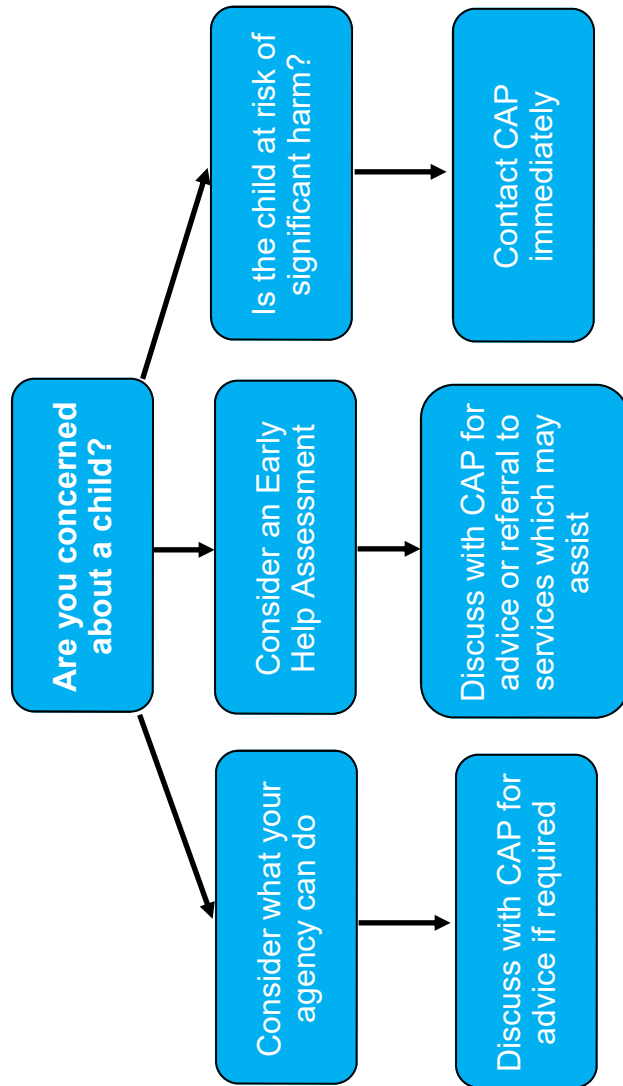 Are you concerned
about a child?
Consider what your
agency can do
Consider an Early
Help Assessment
Is the child at risk of
significant harm?
Discuss with CAP for
advice if required
Discuss with CAP for
advice or referral to
services which may
assist
Contact CAP
immediately